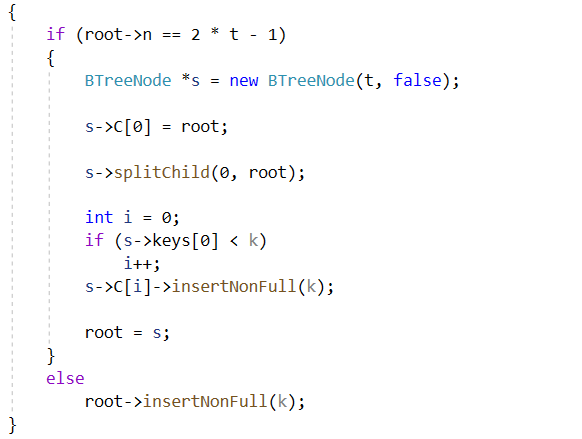 {
    if (root->n == 2 * t - 1)
    {
        BTreeNode *s = new BTreeNode(t, false);

        s->C[0] = root;

        s->splitChild(0, root);

        int i = 0;
        if (s->keys[0] < k)
            i++;
        s->C[i]->insertNonFull(k);

        root = s;
    }
    else
        root->insertNonFull(k);
}